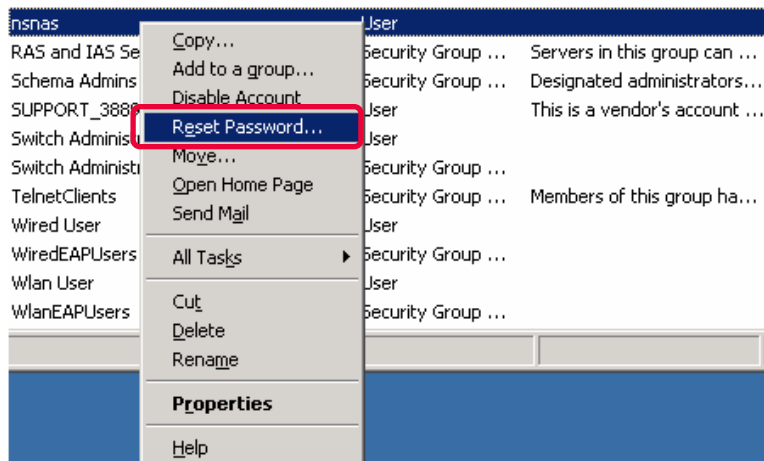 nsnas User
RAS and IAS Se Security Group ... Servers in this group can ...
Schema Admins Security Group ... Designated administrators...
SUPPORT_388 User This is a vendor's account ...
Switch Adminis User
Switch Administ Security Group ...
TelnetClients Security Group ... Members of this group ha...
Wired User User
WiredEAPUsers Security Group ...
Wlan User User
WlanEAPUsers Security Group ...
Copy...
Add to a group...
Disable Account
Reset Password...
Move...
Open Home Page
Send Mail
All Tasks
Cut
Delete
Rename
Properties
Help